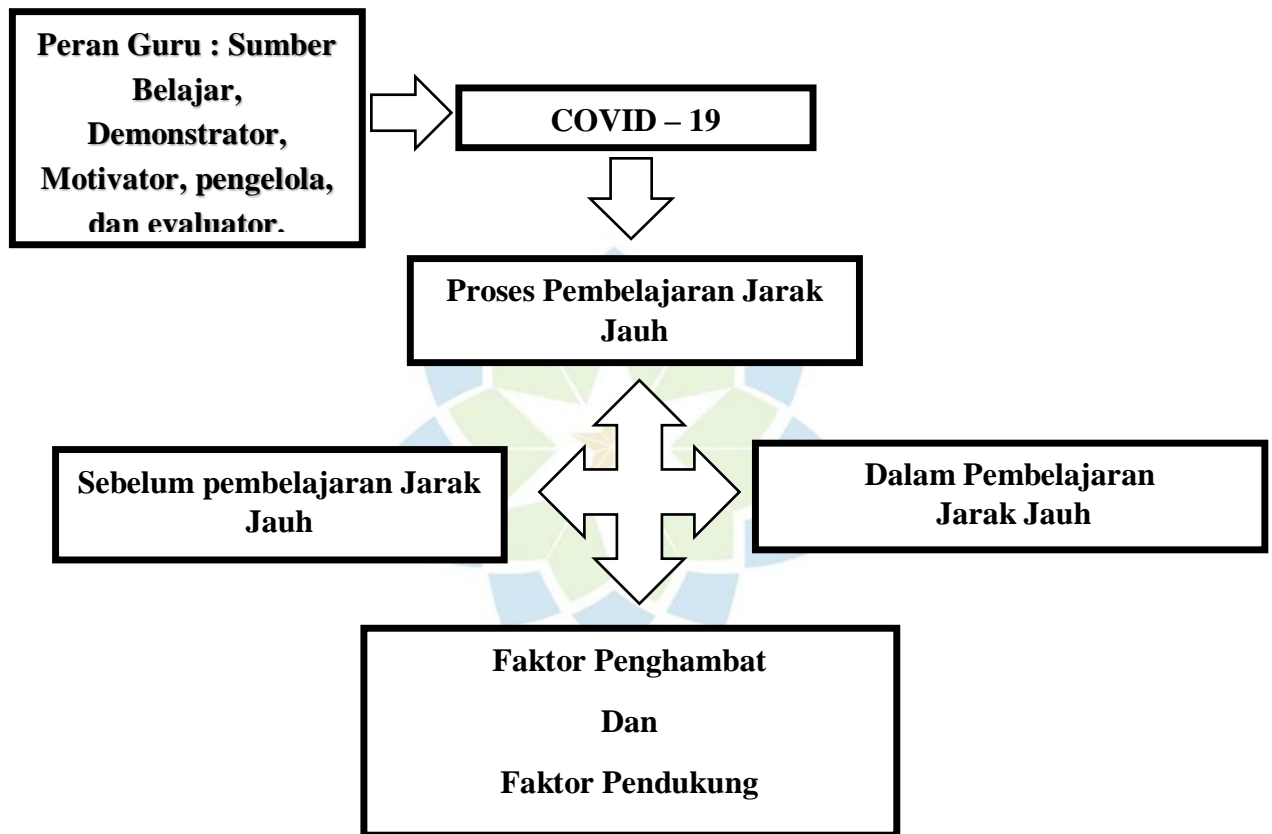 Peran Guru : Sumber
Belajar,
Demonstrator,
Motivator, pengelola,
dan evaluator.
COVID – 19
Proses Pembelajaran Jarak
Jauh
Sebelum pembelajaran Jarak
Jauh
Dalam Pembelajaran
Jarak Jauh
Faktor Penghambat
Dan
Faktor Pendukung